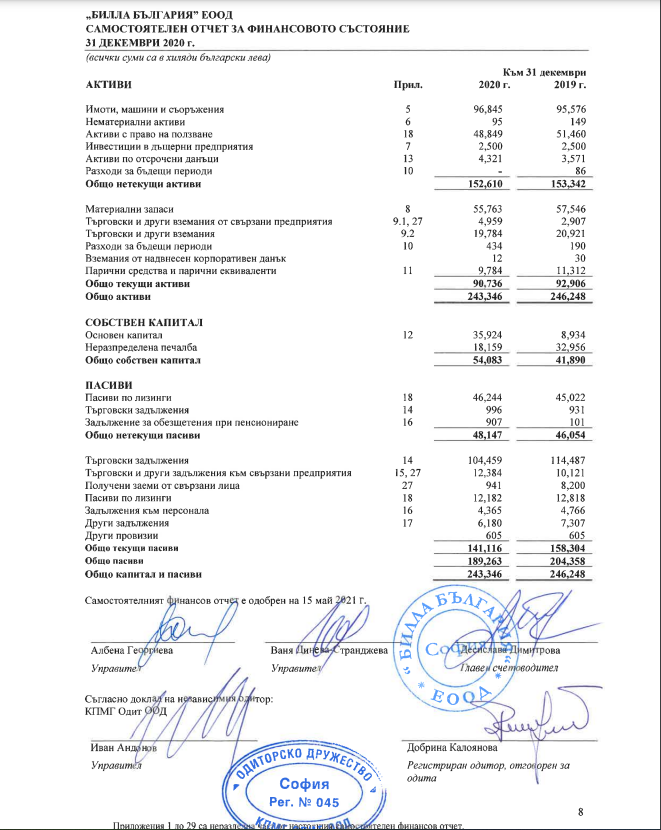 „БИЛЛА БЪЛГАРИЯ” ЕООД
САМОСТОЯТЕЛЕН ОТЧЕТ ЗА ФИНАНСОВОТО СЪСТОЯНИЕ
31 ДЕКЕМВРИ 2020 г.
(всички суми са в хиляди български лева)
Към 31 декември
АКТИВИ Прил. 2020 г. 2019 г.
Имоти, машини и съоръжения 5 96,845 95,576
Нематериални активи 6 95 149
Активи с право на ползване 18 48,849 51,460
Инвестиции в дъщерни предприятия 7 2,500 2,500
Активи по отсрочени данъци 13 4,321 3,571
Разходи за бъдещи периоди 10 - 86
Общо нетекущи активи 152,610 153,342
Материални запаси 8 55,763 57,546
Търговски и други вземания от свързани предприятия 9.1, 27 4,959 2,907
Търговски и други вземания 9.2 19,784 20,921
Разходи за бъдещи периоди 10 434 190
Вземания от надвнесен корпоративен данък 12 30
Парични средства и парични еквиваленти 11 9,784 11,312
Общо текущи активи 90,736 92,906
Общо активи 243,346 246,248
СОБСТВЕН КАПИТАЛ
Основен капитал 12 35,924 8,934
Неразпределена печалба 18,159 32,956
Общо собствен капитал 54,083 41,890
ПАСИВИ
Пасиви по лизинги 18 46,244 45,022
Търговски задължения 14 996 931
Задължение за обезщетения при пенсиониране 16 907 101
Общо нетекущи пасиви 48,147 46,054
Търговски задължения 14 104,459 114,487
Търговски и други задължения към свързани предприятия 15, 27 12,384 10,121
Получени заеми от свързани лица 27 941 8,200
Пасиви по лизинги 18 12,182 12,818
Задължения към персонала 16 4,365 4,766
Други задължения 17 6,180 7,307
Други провизии 605 605
Общо текущи пасиви 141,116 158,304
Общо пасиви 189,263 204,358
Общо капитал и пасиви 243,346 246,248
Самостоятелният финансов отчет е одобрен на 15 май 2021 г.
"БИЛЛА БЪЛГАРИЯ"
София
* ЕООД *
Албена Георгиева Ваня Динева-Странджева Десислава Димитрова
Управител Управител Главен счетоводител
Съгласно доклад на независимия одитор:
КПМГ Одит ООД
Иван Андонов Добрина Калоянова
Управител Регистриран одитор, отговорен за
одита
ОДИТОРСКО ДРУЖЕСТВО
София
Рег. № 045
8
Приложения 1 до 29 са неразделна част от настоящия самостоятелен финансов отчет.